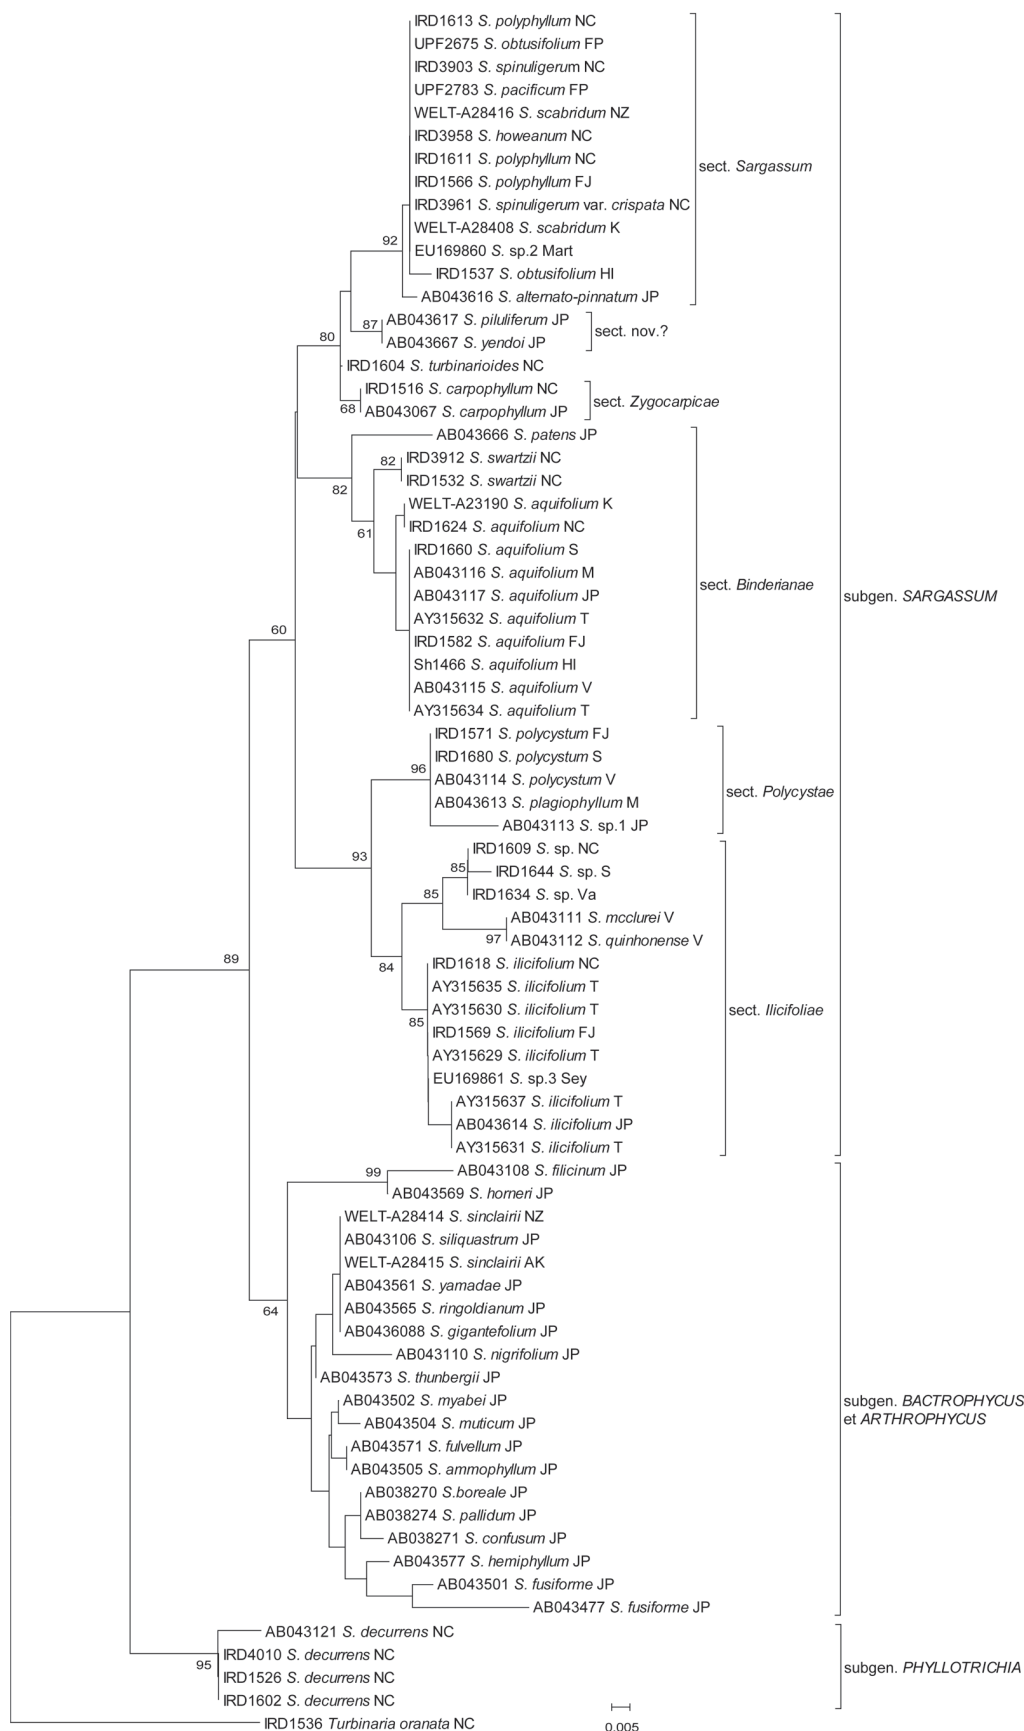 IRD1613 S. polyphyllum NC
UPF2675 S. obtusifolium FP
IRD3903 S. spinuligerum NC
UPF2783 S. pacificum FP
WELT-A28416 S. scabridum NZ
IRD3958 S. howeanum NC
IRD1611 S. polyphyllum NC
sect. Sargassum
IRD1566 S. polyphyllum FJ
IRD3961 S. spinuligerum var. crispata NC
WELT-A28408 S. scabridum K
92
EU169860 S. sp.2 Mart
IRD1537 S. obtusifolium HI
AB043616 S. alternato-pinnatum JP
AB043617 S. piluliferum JP
87
sect. nov.?
80
AB043667 S. yendoi JP
IRD1604 S. turbinarioides NC
IRD1516 S. carpophyllum NC
sect. Zygocarpicae
68
AB043067 S. carpophyllum JP
AB043666 S. patens JP
IRD3912 S. swartzii NC
82
IRD1532 S. swartzii NC
82
WELT-A23190 S. aquifolium K
IRD1624 S. aquifolium NC
61
IRD1660 S. aquifolium S
AB043116 S. aquifolium M
sect. Binderianae
AB043117 S. aquifolium JP
subgen. SARGASSUM
AY315632 S. aquifolium T
60
IRD1582 S. aquifolium FJ
Sh1466 S. aquifolium HI
AB043115 S. aquifolium V
AY315634 S. aquifolium T
IRD1571 S. polycystum FJ
IRD1680 S. polycystum S
96
AB043114 S. polycystum V
sect. Polycystae
AB043613 S. plagiophyllum M
AB043113 S. sp.1 JP
IRD1609 S. sp. NC
93
85
IRD1644 S. sp. S
85
IRD1634 S. sp. Va
AB043111 S. mcclurei V
97
AB043112 S. quinhonense V
89
84
IRD1618 S. ilicifolium NC
AY315635 S. ilicifolium T
AY315630 S. ilicifolium T
sect. Ilicifoliae
85
IRD1569 S. ilicifolium FJ
AY315629 S. ilicifolium T
EU169861 S. sp.3 Sey
AY315637 S. ilicifolium T
AB043614 S. ilicifolium JP
AY315631 S. ilicifolium T
99
AB043108 S. filicinum JP
AB043569 S. horneri JP
WELT-A28414 S. sinclairii NZ
AB043106 S. siliquastrum JP
WELT-A28415 S. sinclairii AK
AB043561 S. yamadae JP
64
AB043565 S. ringoldianum JP
AB0436088 S. gigantefolium JP
AB043110 S. nigrifolium JP
AB043573 S. thunbergii JP
AB043502 S. myabei JP
subgen. BACTROPHYCUS
et ARTHROPHYCUS
AB043504 S. muticum JP
AB043571 S. fulvellum JP
AB043505 S. ammophyllum JP
AB038270 S.boreale JP
AB038274 S. pallidum JP
AB038271 S. confusum JP
AB043577 S. hemiphyllum JP
AB043501 S. fusiforme JP
AB043477 S. fusiforme JP
AB043121 S. decurrens NC
IRD4010 S. decurrens NC
95
subgen. PHYLLOTRICHIA
IRD1526 S. decurrens NC
IRD1602 S. decurrens NC
IRD1536 Turbinaria oranata NC
0.005